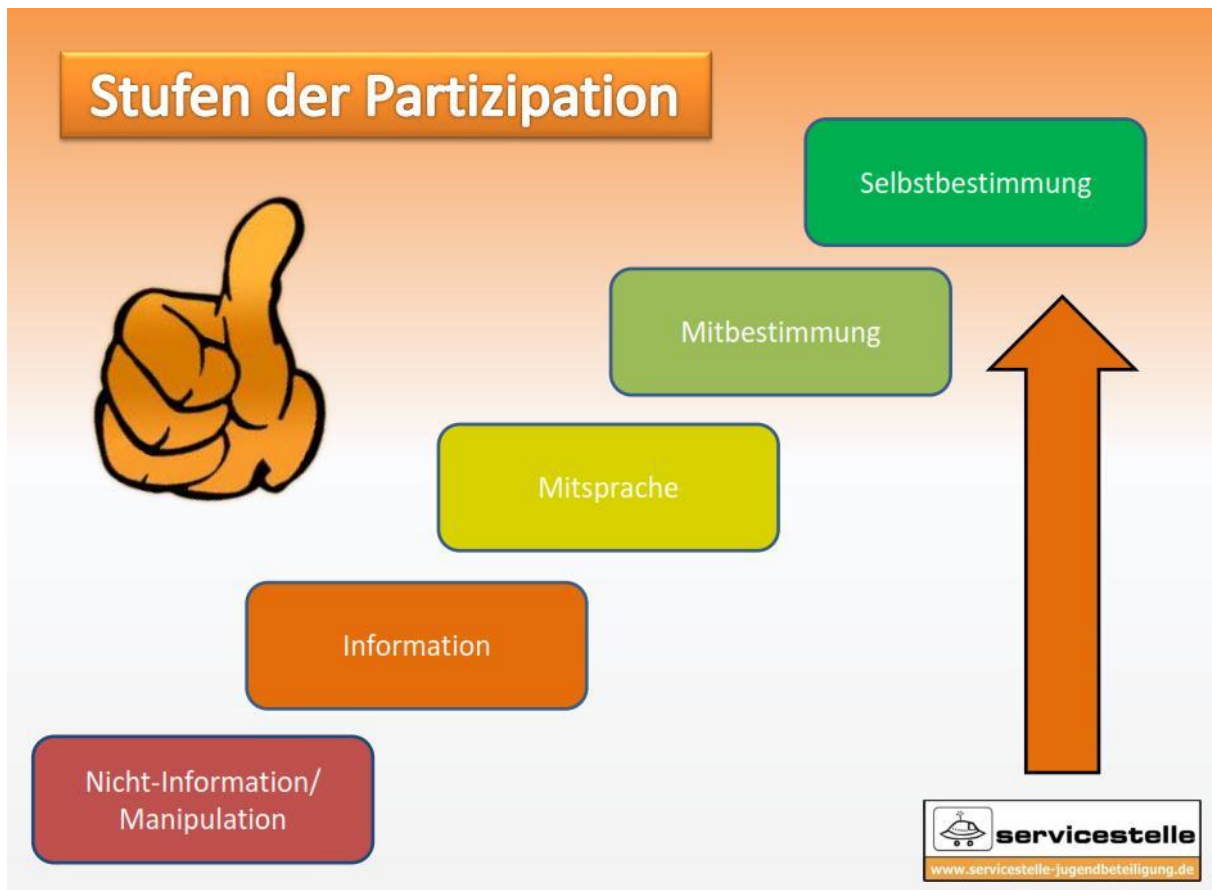 Stufen der Partizipation
Selbstbestimmung
Mitbestimmung
Mitsprache
Information
Nicht-Information/
Manipulation
servicestelle
www.servicestelle-jugendbeteiligung.de